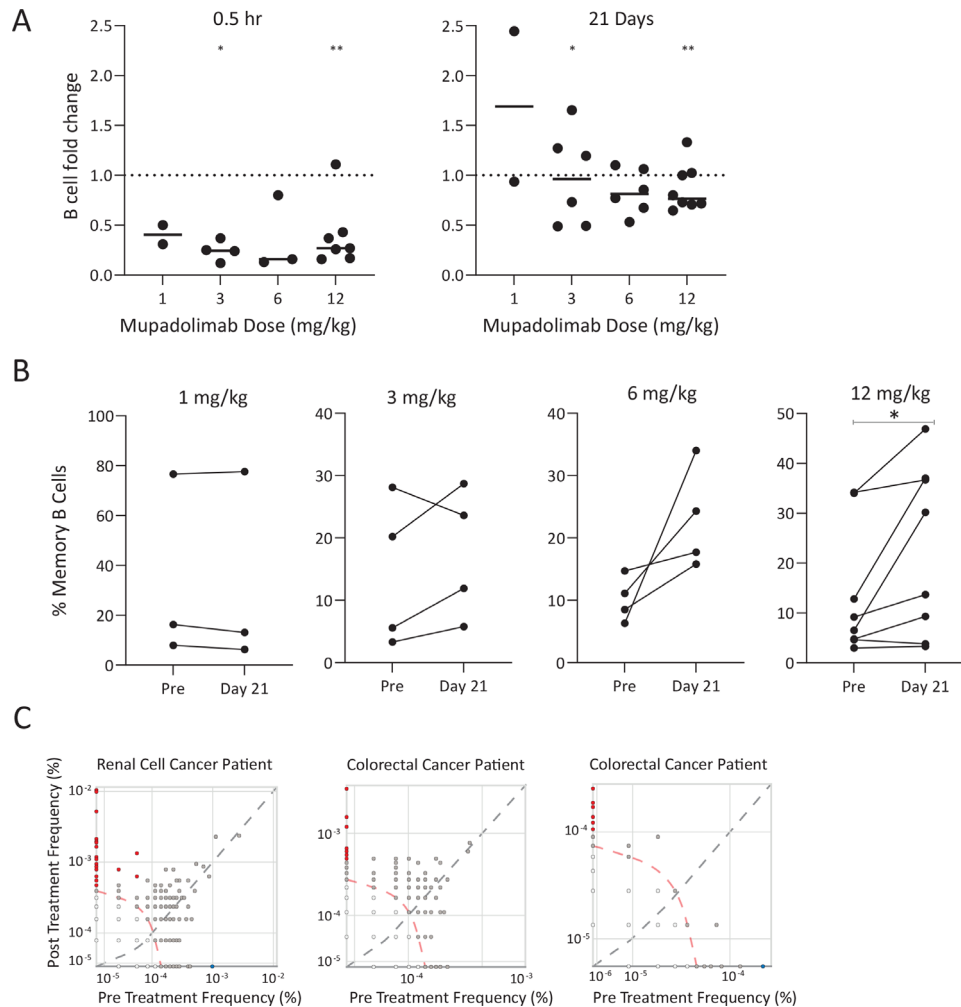 A
0.5 hr
21 Days
B cell fold change
2.5
2.0
1.5
1.0
0.5
0.0
*
**
1
3
6
12
Mupadolimab Dose (mg/kg)
2.5
2.0
1.5
1.0
0.5
0.0
*
**
1
3
6
12
Mupadolimab Dose (mg/kg)
B
1 mg/kg
3 mg/kg
6 mg/kg
12 mg/kg
% Memory B Cells
100
80
60
40
20
0
Pre
Day 21
40
30
20
10
0
Pre
Day 21
40
30
20
10
0
Pre
Day 21
50
40
30
20
10
0
*
Pre
Day 21
C
Renal Cell Cancer Patient
Colorectal Cancer Patient
Colorectal Cancer Patient
Post Treatment Frequency (%)
10⁻²
10⁻³
10⁻⁴
10⁻⁵
10⁻⁵
10⁻⁴
10⁻³
10⁻²
Pre Treatment Frequency (%)
10⁻³
10⁻⁴
10⁻⁵
10⁻⁵
10⁻⁴
10⁻³
Pre Treatment Frequency (%)
10⁻⁴
10⁻⁵
10⁻⁶
10⁻⁵
10⁻⁴
Pre Treatment Frequency (%)